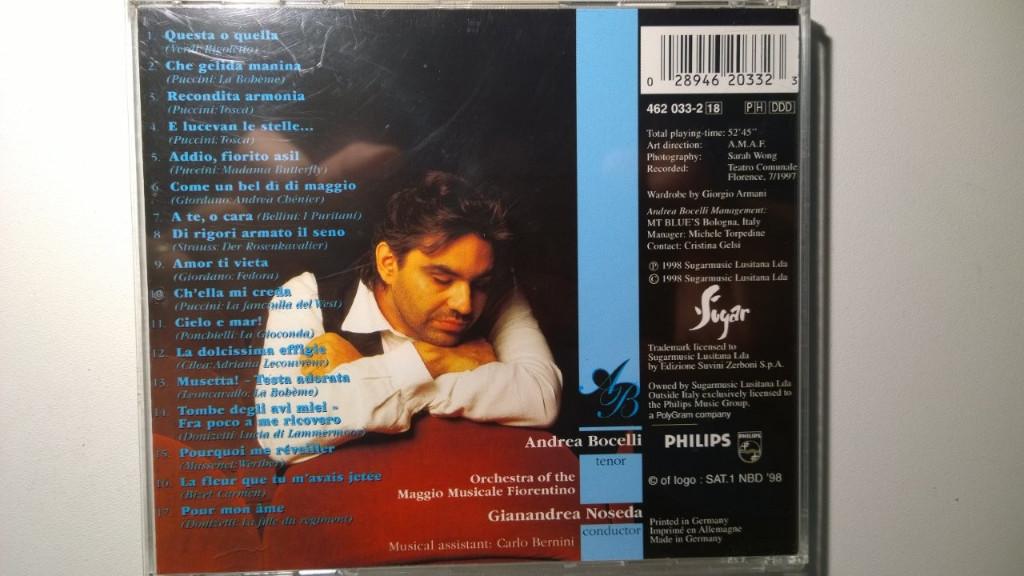 1. Questa o quella
(Verdi: Rigoletto)
2. Che gelida manina
(Puccini: La Bohème)
3. Recondita armonia
(Puccini: Tosca)
4. E lucevan le stelle...
(Puccini: Tosca)
5. Addio, fiorito asil
(Puccini: Madama Butterfly)
6. Come un bel dì di maggio
(Giordano: Andrea Chénier)
7. A te, o cara (Bellini: I Puritani)
8. Di rigori armato il seno
(Strauss: Der Rosenkavalier)
9. Amor ti vieta
(Giordano: Fedora)
10. Ch'ella mi creda
(Puccini: La fanciulla del West)
11. Cielo e mar!
(Ponchielli: La Gioconda)
12. La dolcissima effigie
(Cilea: Adriana Lecouvreur)
13. Musetta! - Testa adorata
(Leoncavallo: La Bohème)
14. Tombe degli avi miei -
Fra poco a me ricovero
(Donizetti: Lucia di Lammermoor)
15. Pourquoi me réveiller
(Massenet: Werther)
16. La fleur que tu m'avais jetée
(Bizet: Carmen)
17. Pour mon âme
(Donizetti: La fille du régiment)
AB
Andrea Bocelli
tenor
Orchestra of the
Maggio Musicale Fiorentino
Gianandrea Noseda
conductor
Musical assistant: Carlo Bernini
0 28946 20332 3
462 033-2 18 PH DDD
Total playing-time: 52'45"
Art direction: A.M.A.F.
Photography: Sarah Wong
Recorded: Teatro Comunale
Florence, 7/1997
Wardrobe by Giorgio Armani
Andrea Bocelli Management:
MT BLUE'S Bologna, Italy
Manager: Michele Torpedine
Contact: Cristina Gelsi
℗ 1998 Sugarmusic Lusitana Lda
© 1998 Sugarmusic Lusitana Lda
Sugar
Trademark licensed to
Sugarmusic Lusitana Lda
by Edizione Suvini Zerboni S.p.A.
Owned by Sugarmusic Lusitana Lda
Outside Italy exclusively licensed to
the Philips Music Group.
a PolyGram company
PHILIPS
© of logo : SAT.1 NBD '98
Printed in Germany
Imprimé en Allemagne
Made in Germany